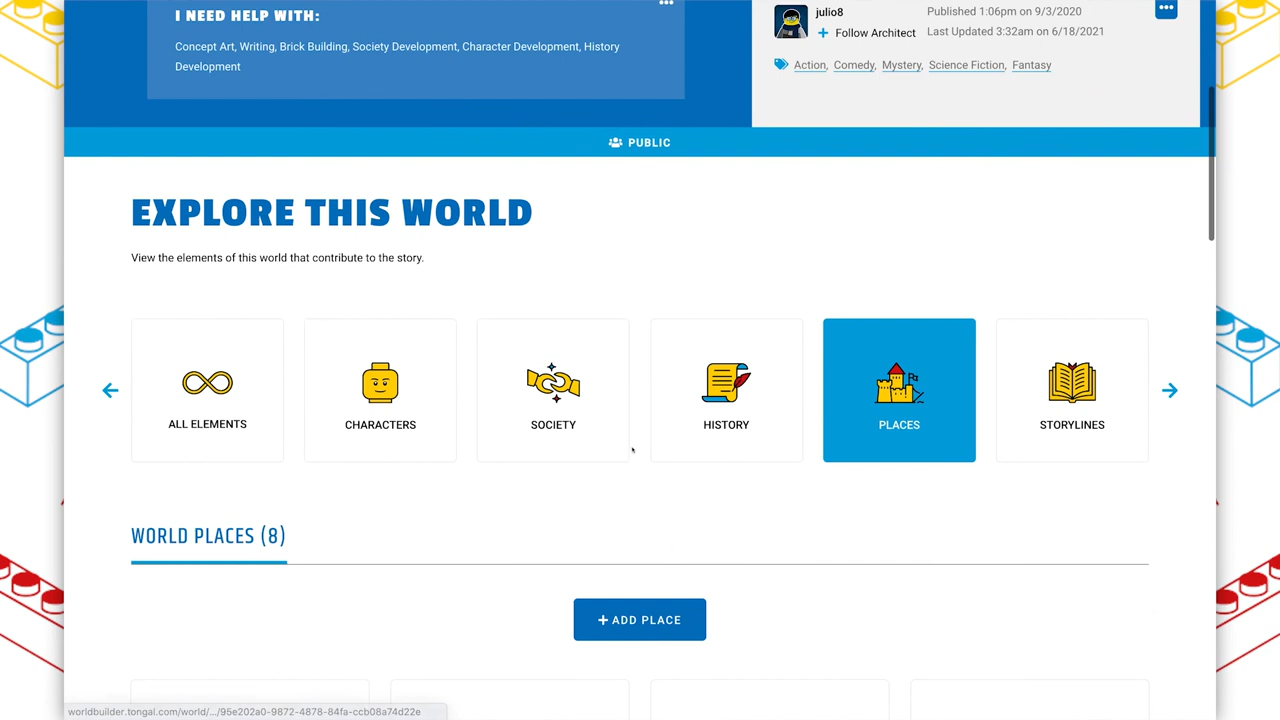 I NEED HELP WITH:
Concept Art, Writing, Brick Building, Society Development, Character Development, History
Development
julio8
Follow Architect
Published 1:06pm on 9/3/2020
Last Updated 3:32am on 6/18/2021
Action, Comedy, Mystery, Science Fiction, Fantasy
PUBLIC
EXPLORE THIS WORLD
View the elements of this world that contribute to the story.
ALL ELEMENTS
CHARACTERS
SOCIETY
HISTORY
PLACES
STORYLINES
WORLD PLACES (8)
+ ADD PLACE
worldbuilder.tongal.com/world/.../95e202a0-9872-4878-84fa-ccb08a74d22e